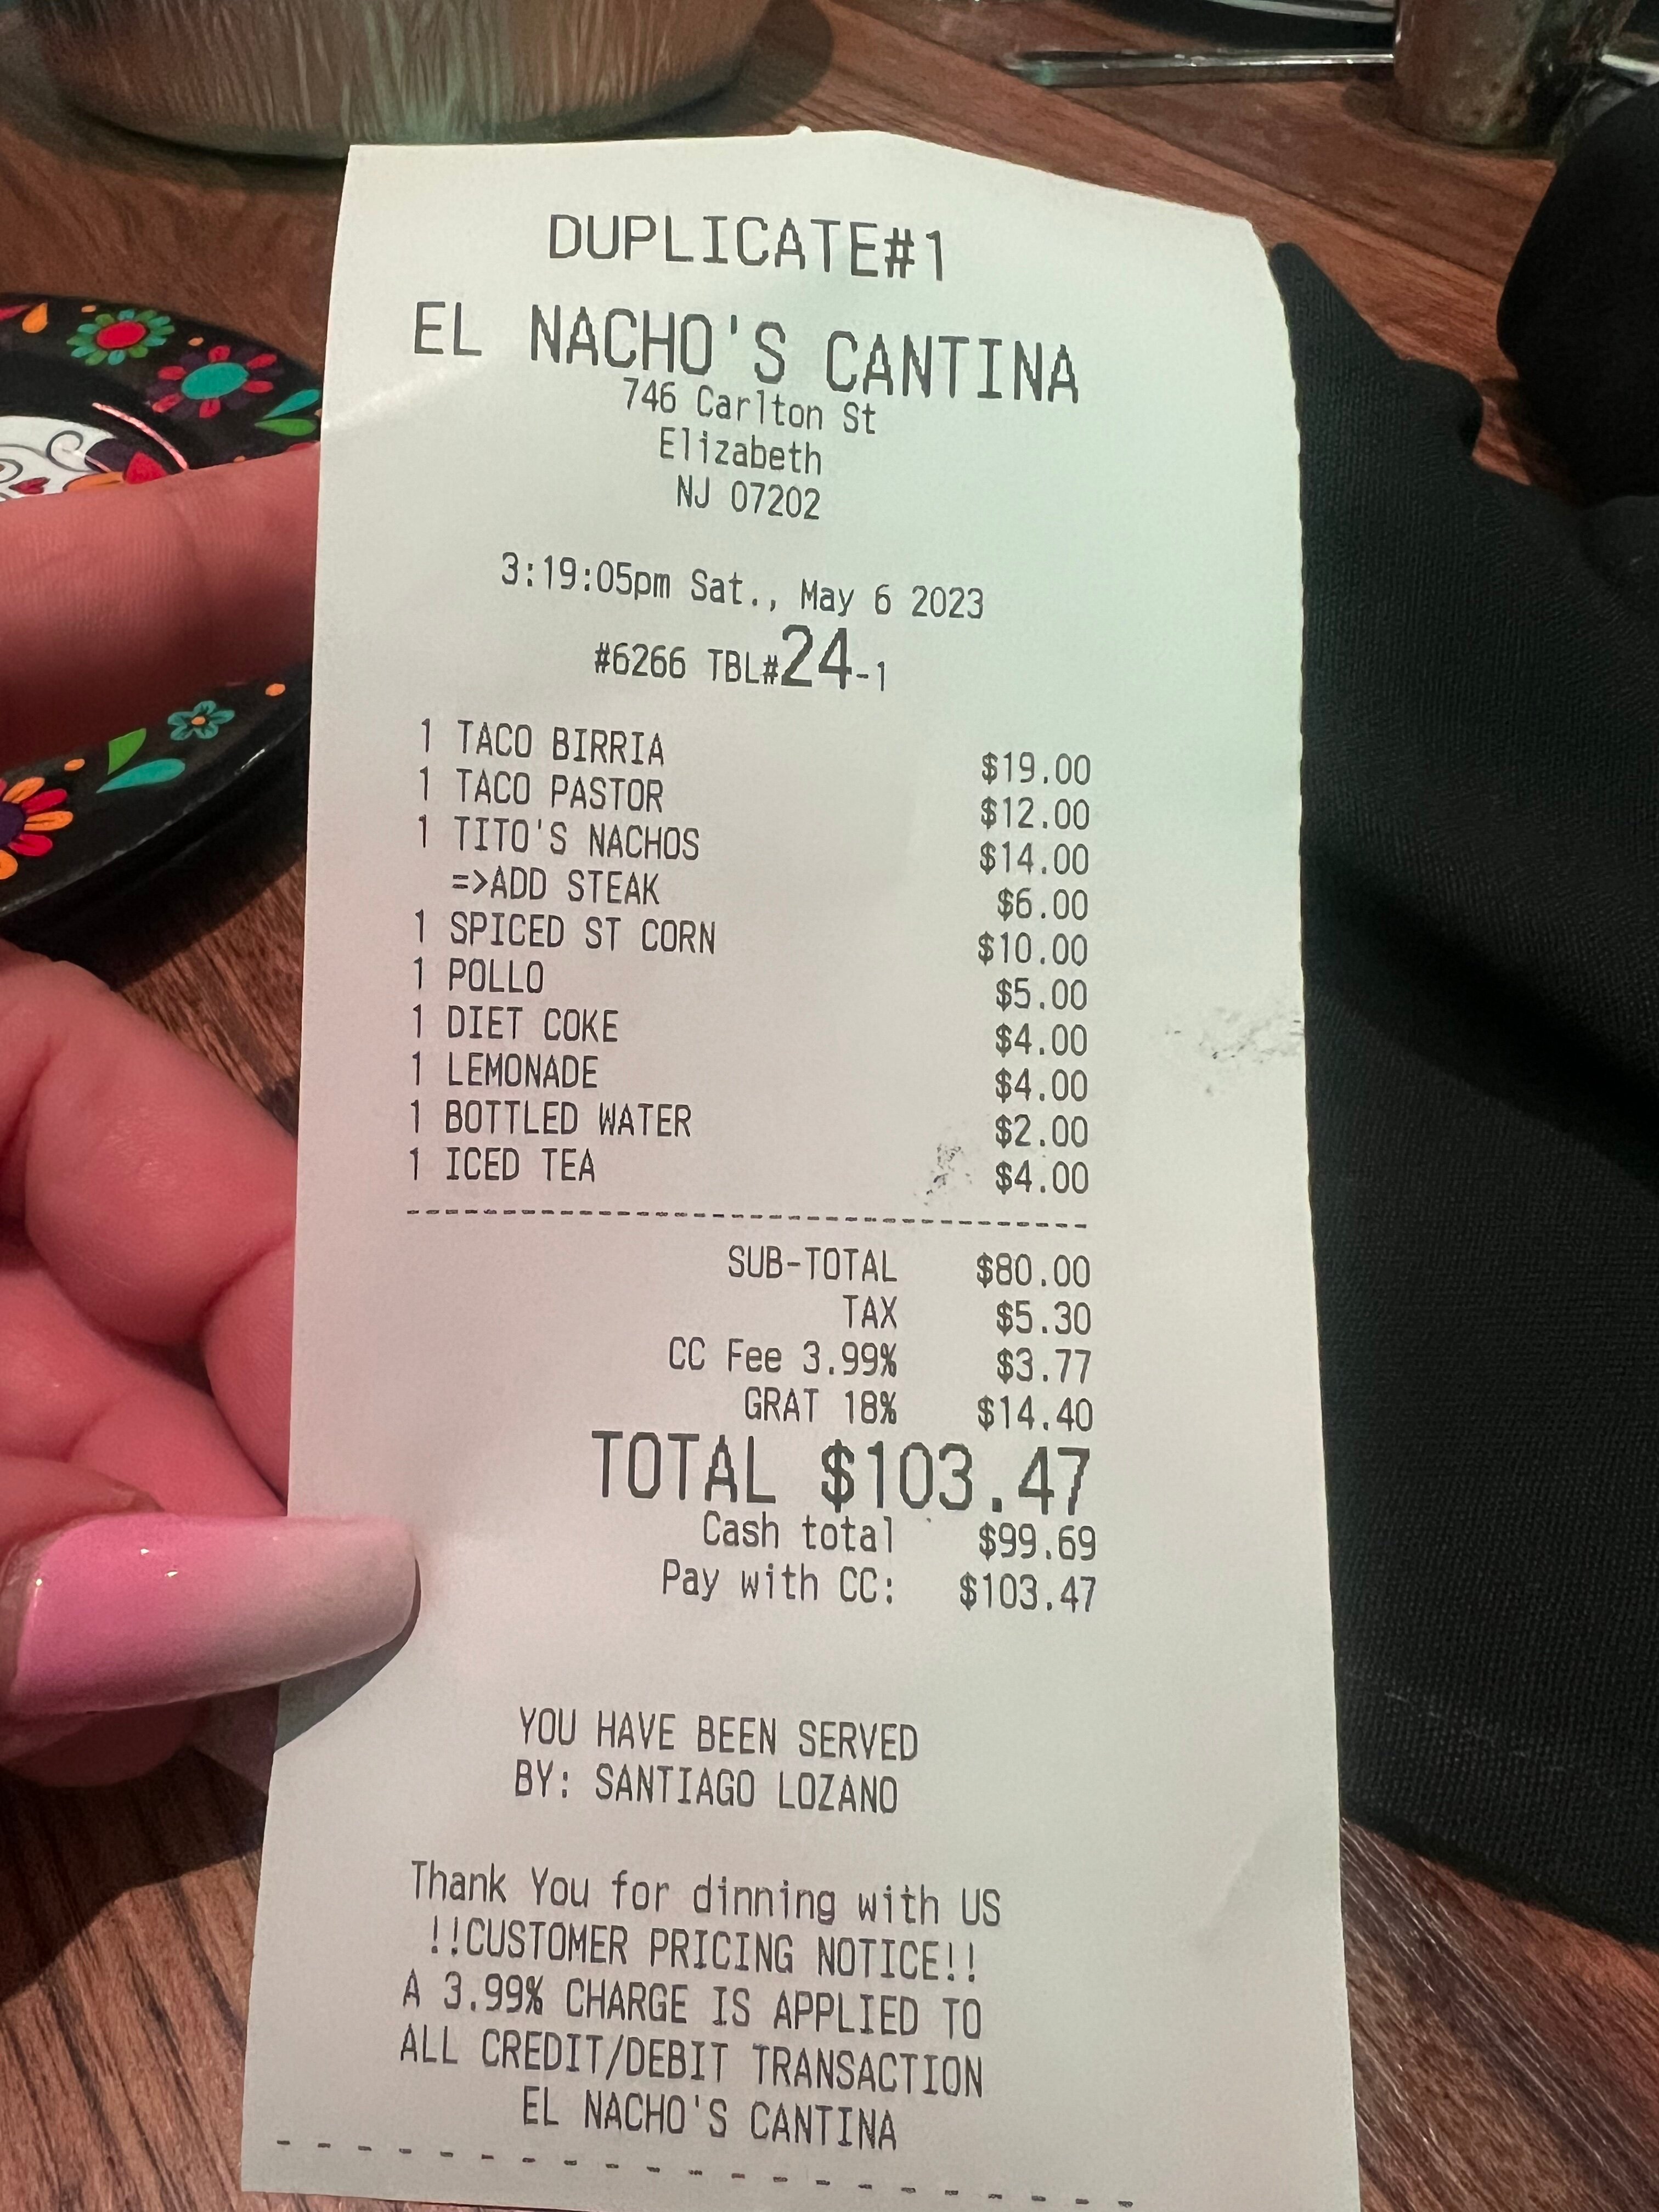 DUPLICATE#1
EL NACHO'S CANTINA
746 Carlton St
Elizabeth
NJ 07202
3:19:05pm Sat., May 6 2023
#6266 TBL#24-1
1 TACO BIRRIA $19.00
1 TACO PASTOR $12.00
1 TITO'S NACHOS $14.00
=>ADD STEAK $6.00
1 SPICED ST CORN $10.00
1 POLLO $5.00
1 DIET COKE $4.00
1 LEMONADE $4.00
1 BOTTLED WATER $2.00
1 ICED TEA $4.00
SUB-TOTAL $80.00
TAX $5.30
CC Fee 3.99% $3.77
GRAT 18% $14.40
TOTAL $103.47
Cash total $99.69
Pay with CC: $103.47
YOU HAVE BEEN SERVED
BY: SANTIAGO LOZANO
Thank You for dinning with US
!!CUSTOMER PRICING NOTICE!!
A 3.99% CHARGE IS APPLIED TO
ALL CREDIT/DEBIT TRANSACTION
EL NACHO'S CANTINA